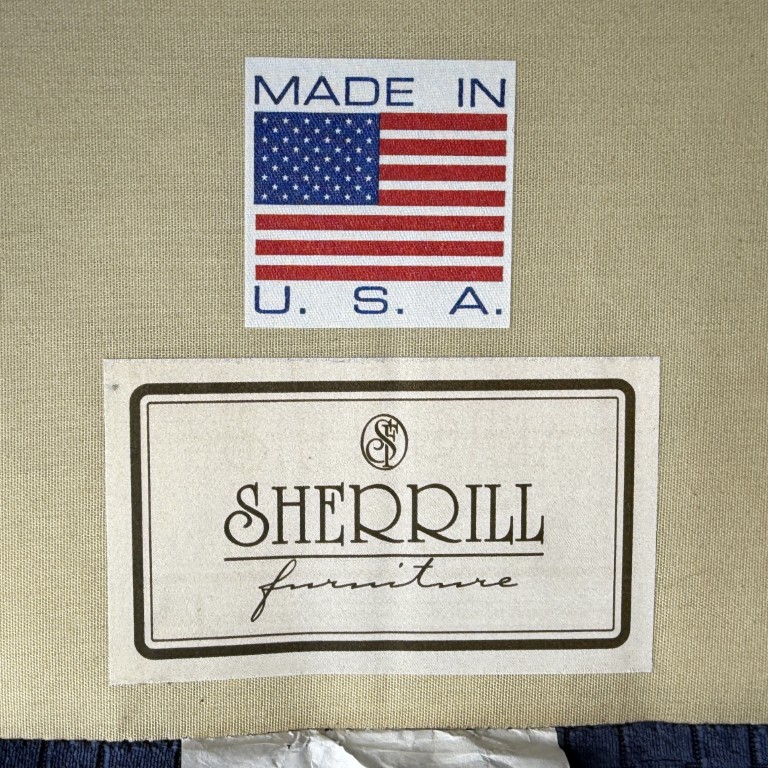 MADE IN
U. S. A.
SF
SHERRILL
furniture